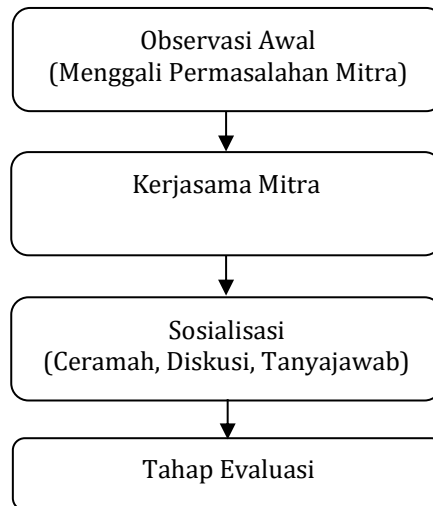 Observasi Awal
(Menggali Permasalahan Mitra)
Kerjasama Mitra
Sosialisasi
(Ceramah, Diskusi, Tanyajawab)
Tahap Evaluasi